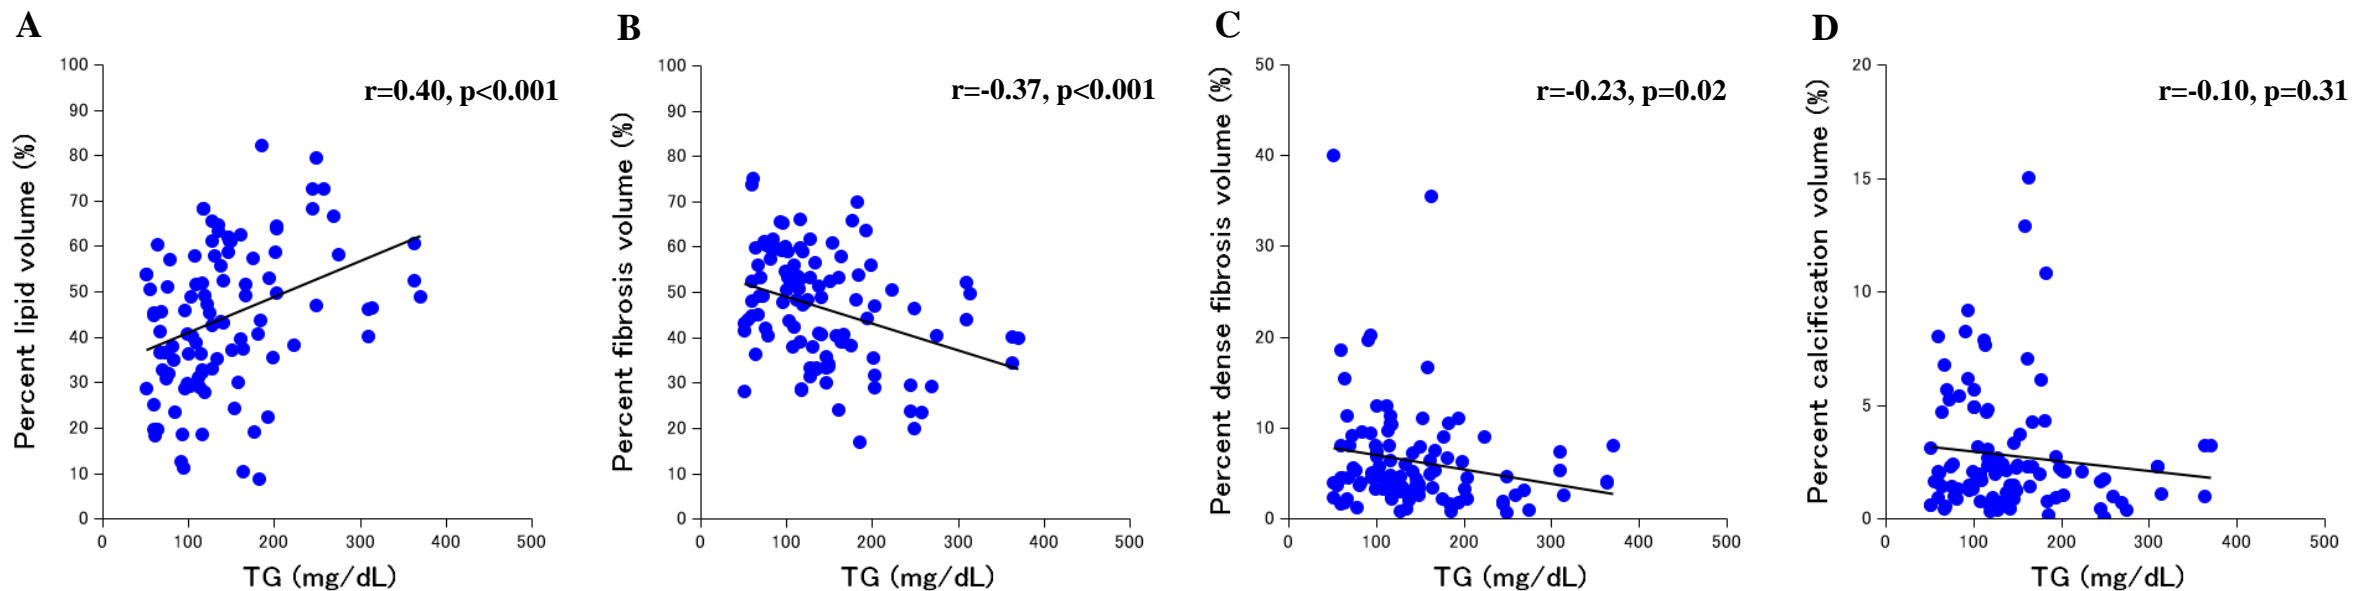 A
Percent lipid volume (%)
100
90
80
70
60
50
40
30
20
10
0
r=0.40, p<0.001
0 100 200 300 400 500
TG (mg/dL)
B
Percent fibrosis volume (%)
100
90
80
70
60
50
40
30
20
10
0
r=-0.37, p<0.001
0 100 200 300 400 500
TG (mg/dL)
C
Percent dense fibrosis volume (%)
50
40
30
20
10
0
r=-0.23, p=0.02
0 100 200 300 400 500
TG (mg/dL)
D
Percent calcification volume (%)
20
15
10
5
0
r=-0.10, p=0.31
0 100 200 300 400 500
TG (mg/dL)